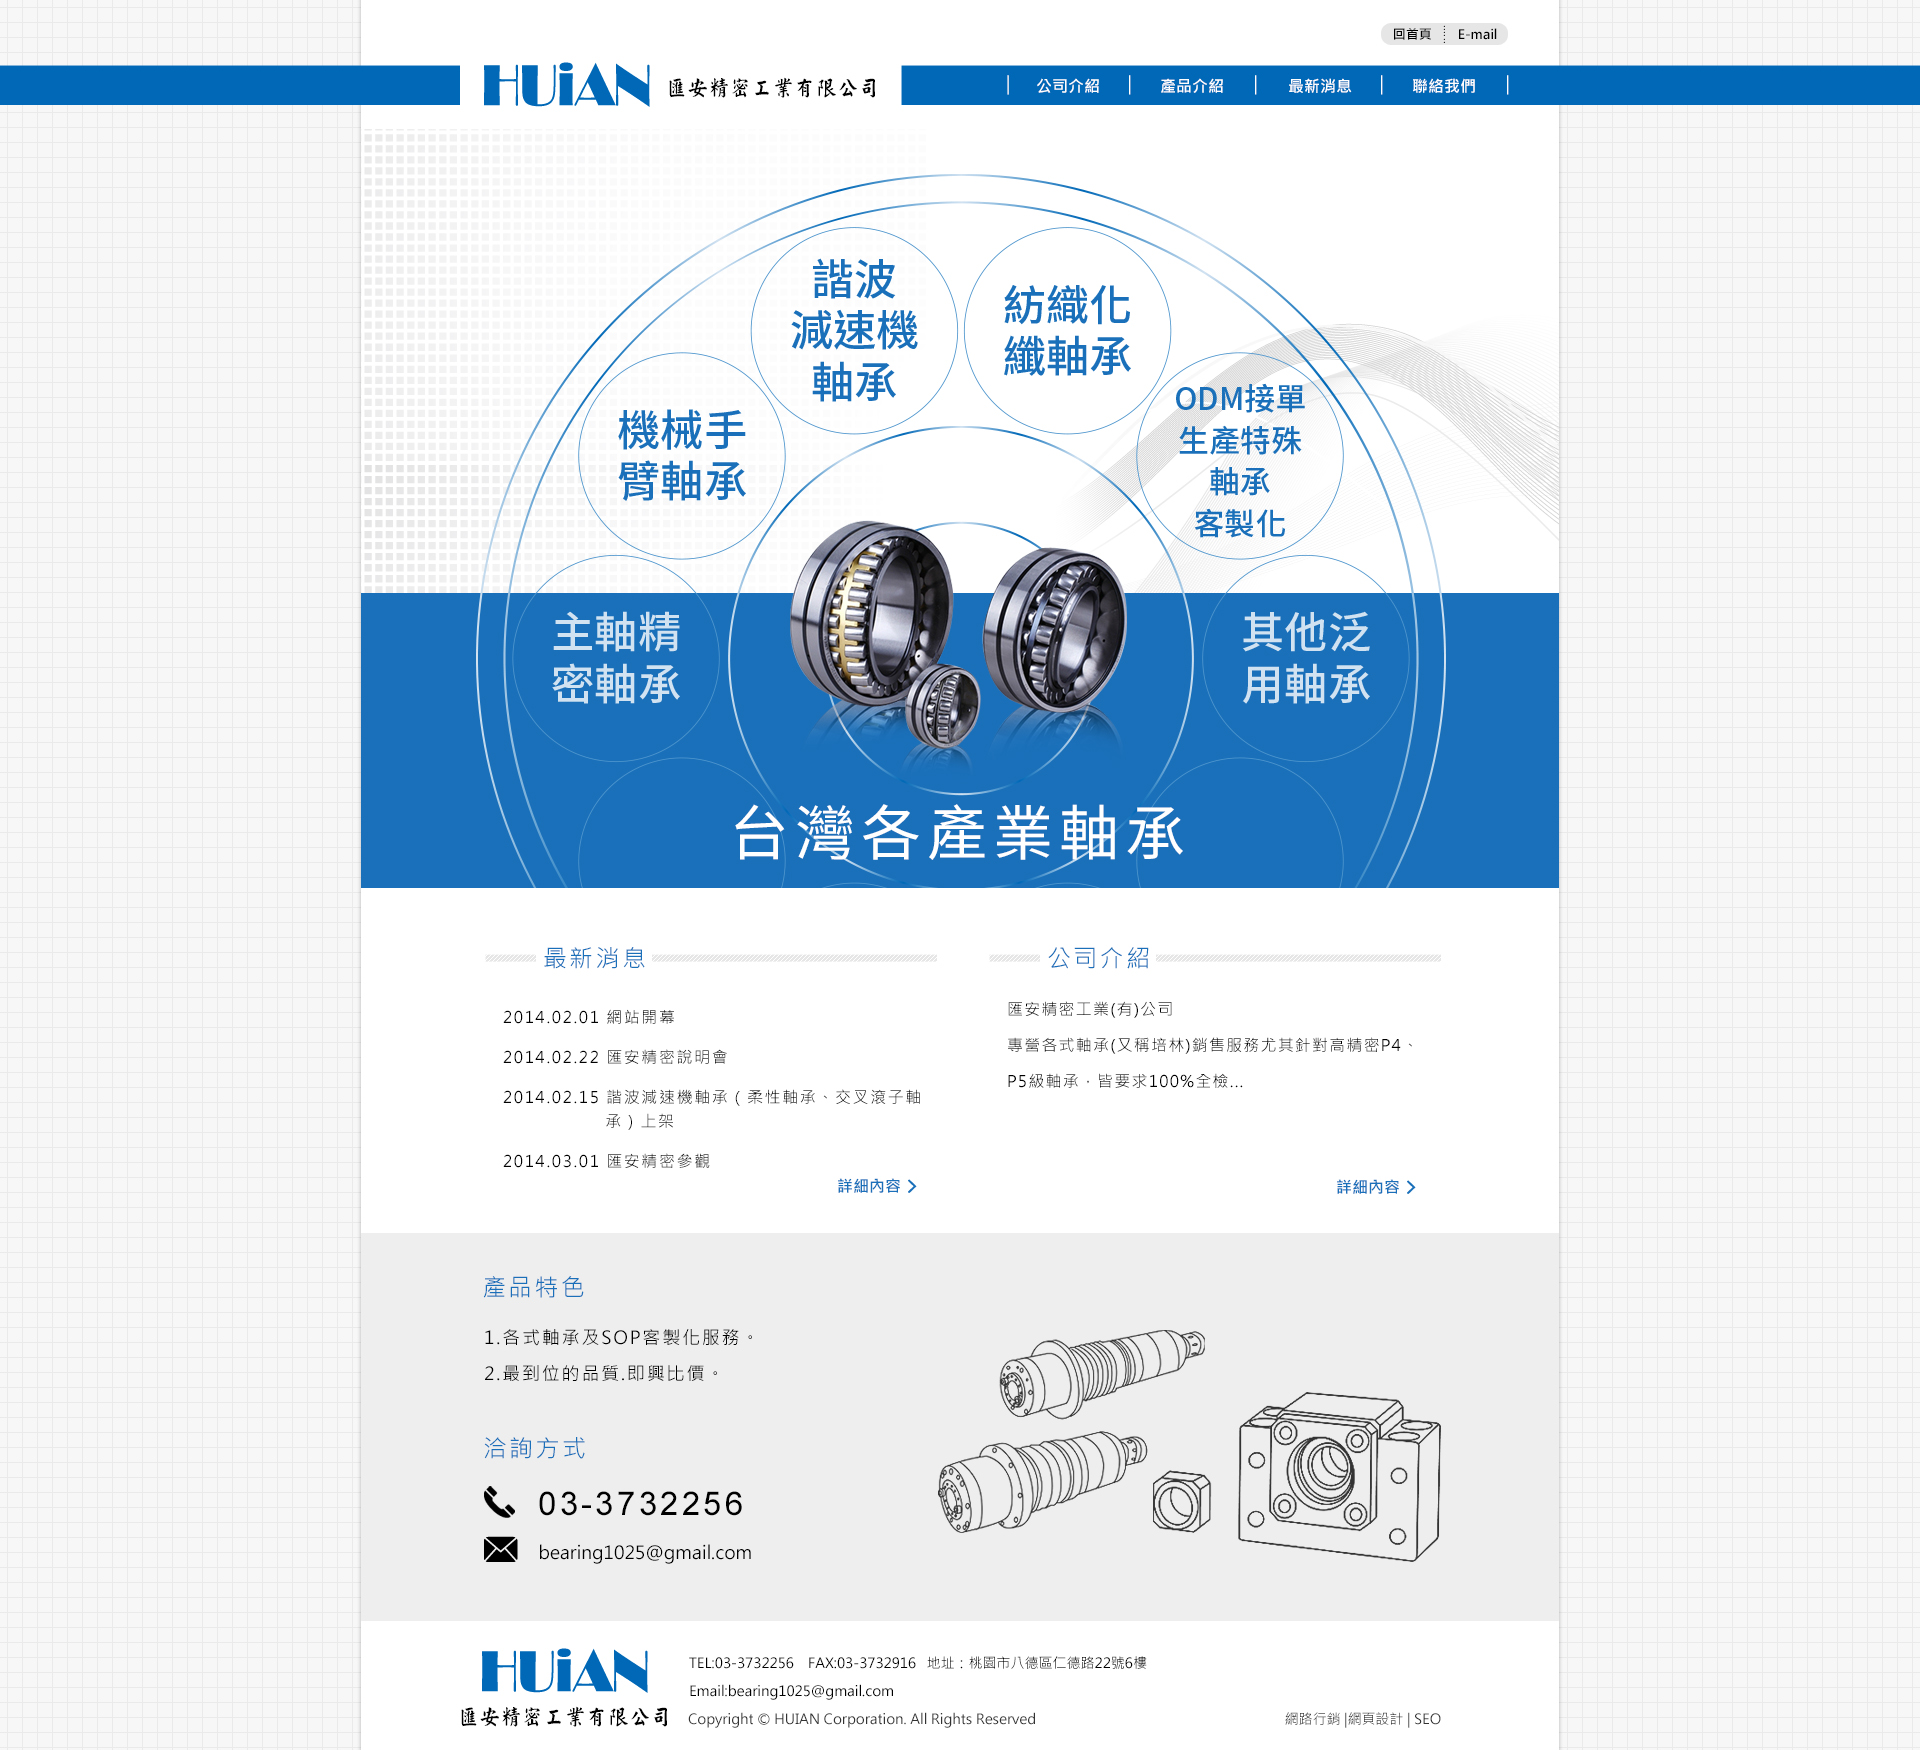 回首頁 E-mail
HUiAN 匯安精密工業有限公司
公司介紹 產品介紹 最新消息 聯絡我們
諧波
減速機
軸承
紡織化
纖軸承
機械手
臂軸承
ODM接單
生產特殊
軸承
客製化
主軸精
密軸承
其他泛
用軸承
台灣各產業軸承
最新消息
2014.02.01 網站開幕
2014.02.22 匯安精密說明會
2014.02.15 諧波減速機軸承（柔性軸承、交叉滾子軸
承）上架
2014.03.01 匯安精密參觀
詳細內容
公司介紹
匯安精密工業(有)公司
專營各式軸承(又稱培林)銷售服務尤其針對高精密P4、
P5級軸承，皆要求100%全檢...
詳細內容
產品特色
1.各式軸承及SOP客製化服務。
2.最到位的品質.即興比價。
洽詢方式
03-3732256
bearing1025@gmail.com
HUiAN
匯安精密工業有限公司
TEL:03-3732256 FAX:03-3732916 地址：桃園市八德區仁德路22號6樓
Email:bearing1025@gmail.com
Copyright © HUIAN Corporation. All Rights Reserved
網路行銷 |網頁設計 | SEO